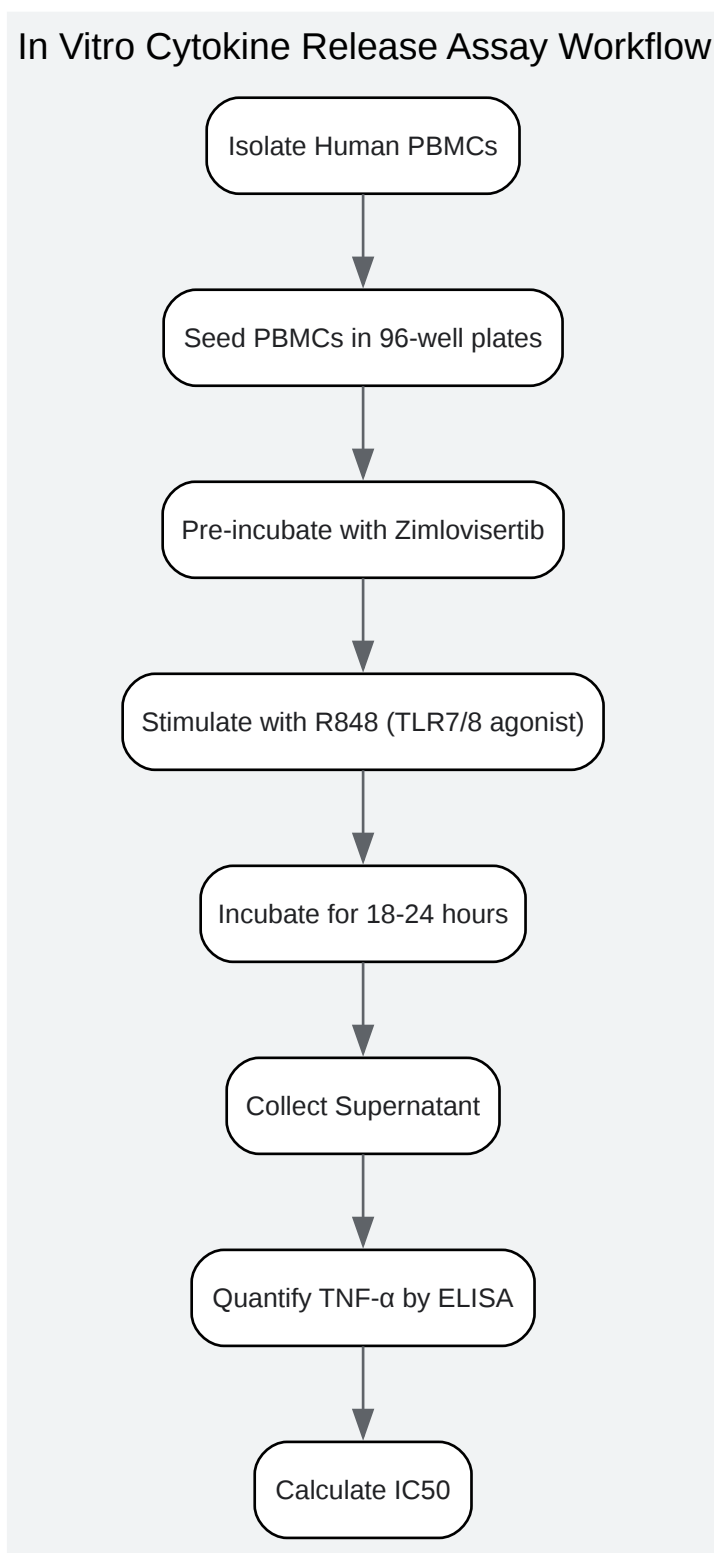 In Vitro Cytokine Release Assay Workflow
Isolate Human PBMCs
Seed PBMCs in 96-well plates
Pre-incubate with Zimlovisertib
Stimulate with R848 (TLR7/8 agonist)
Incubate for 18-24 hours
Collect Supernatant
Quantify TNF-α by ELISA
Calculate IC50